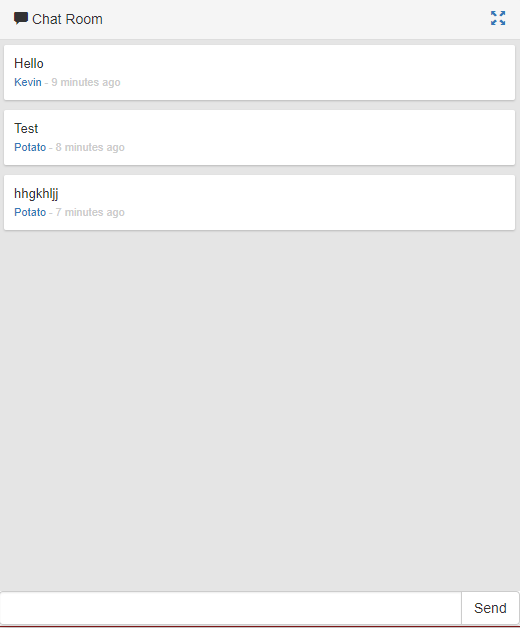 Chat Room
Hello
Kevin - 9 minutes ago
Test
Potato - 8 minutes ago
hhgkhljj
Potato - 7 minutes ago
Send